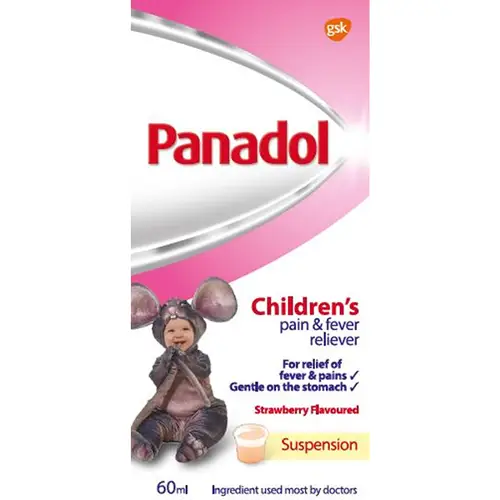 gsk
Panadol
Children's
pain & fever
reliever
For relief of
fever & pains ✓
Gentle on the stomach ✓
Strawberry Flavoured
Suspension
60ml
Ingredient used most by doctors